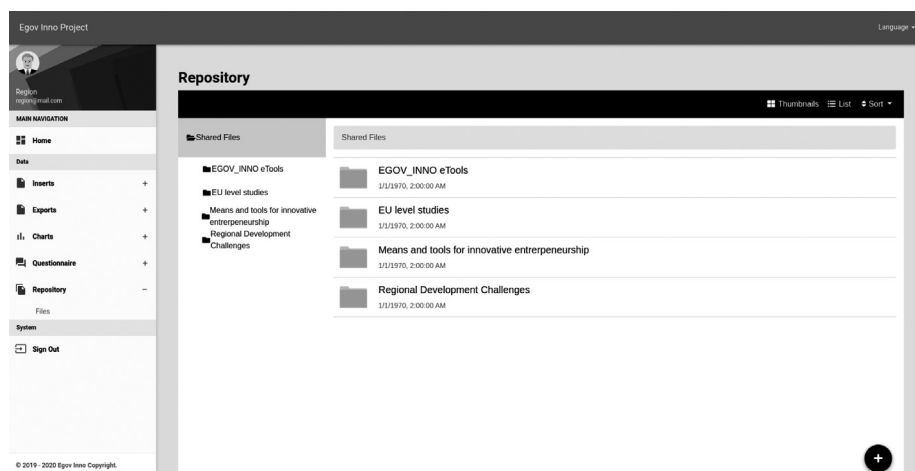 Egov Inno Project
Language
Region
region@mail.com
MAIN NAVIGATION
Home
Data
Inserts +
Exports +
Charts +
Questionnaire +
Repository -
Files
System
Sign Out
© 2019 - 2020 Egov Inno Copyright.
Repository
Thumbnails List Sort
Shared Files
EGOV_INNO eTools
EU level studies
Means and tools for innovative
entrerpeneurship
Regional Development
Challenges
Shared Files
EGOV_INNO eTools
1/1/1970, 2:00:00 AM
EU level studies
1/1/1970, 2:00:00 AM
Means and tools for innovative entrerpeneurship
1/1/1970, 2:00:00 AM
Regional Development Challenges
1/1/1970, 2:00:00 AM
+